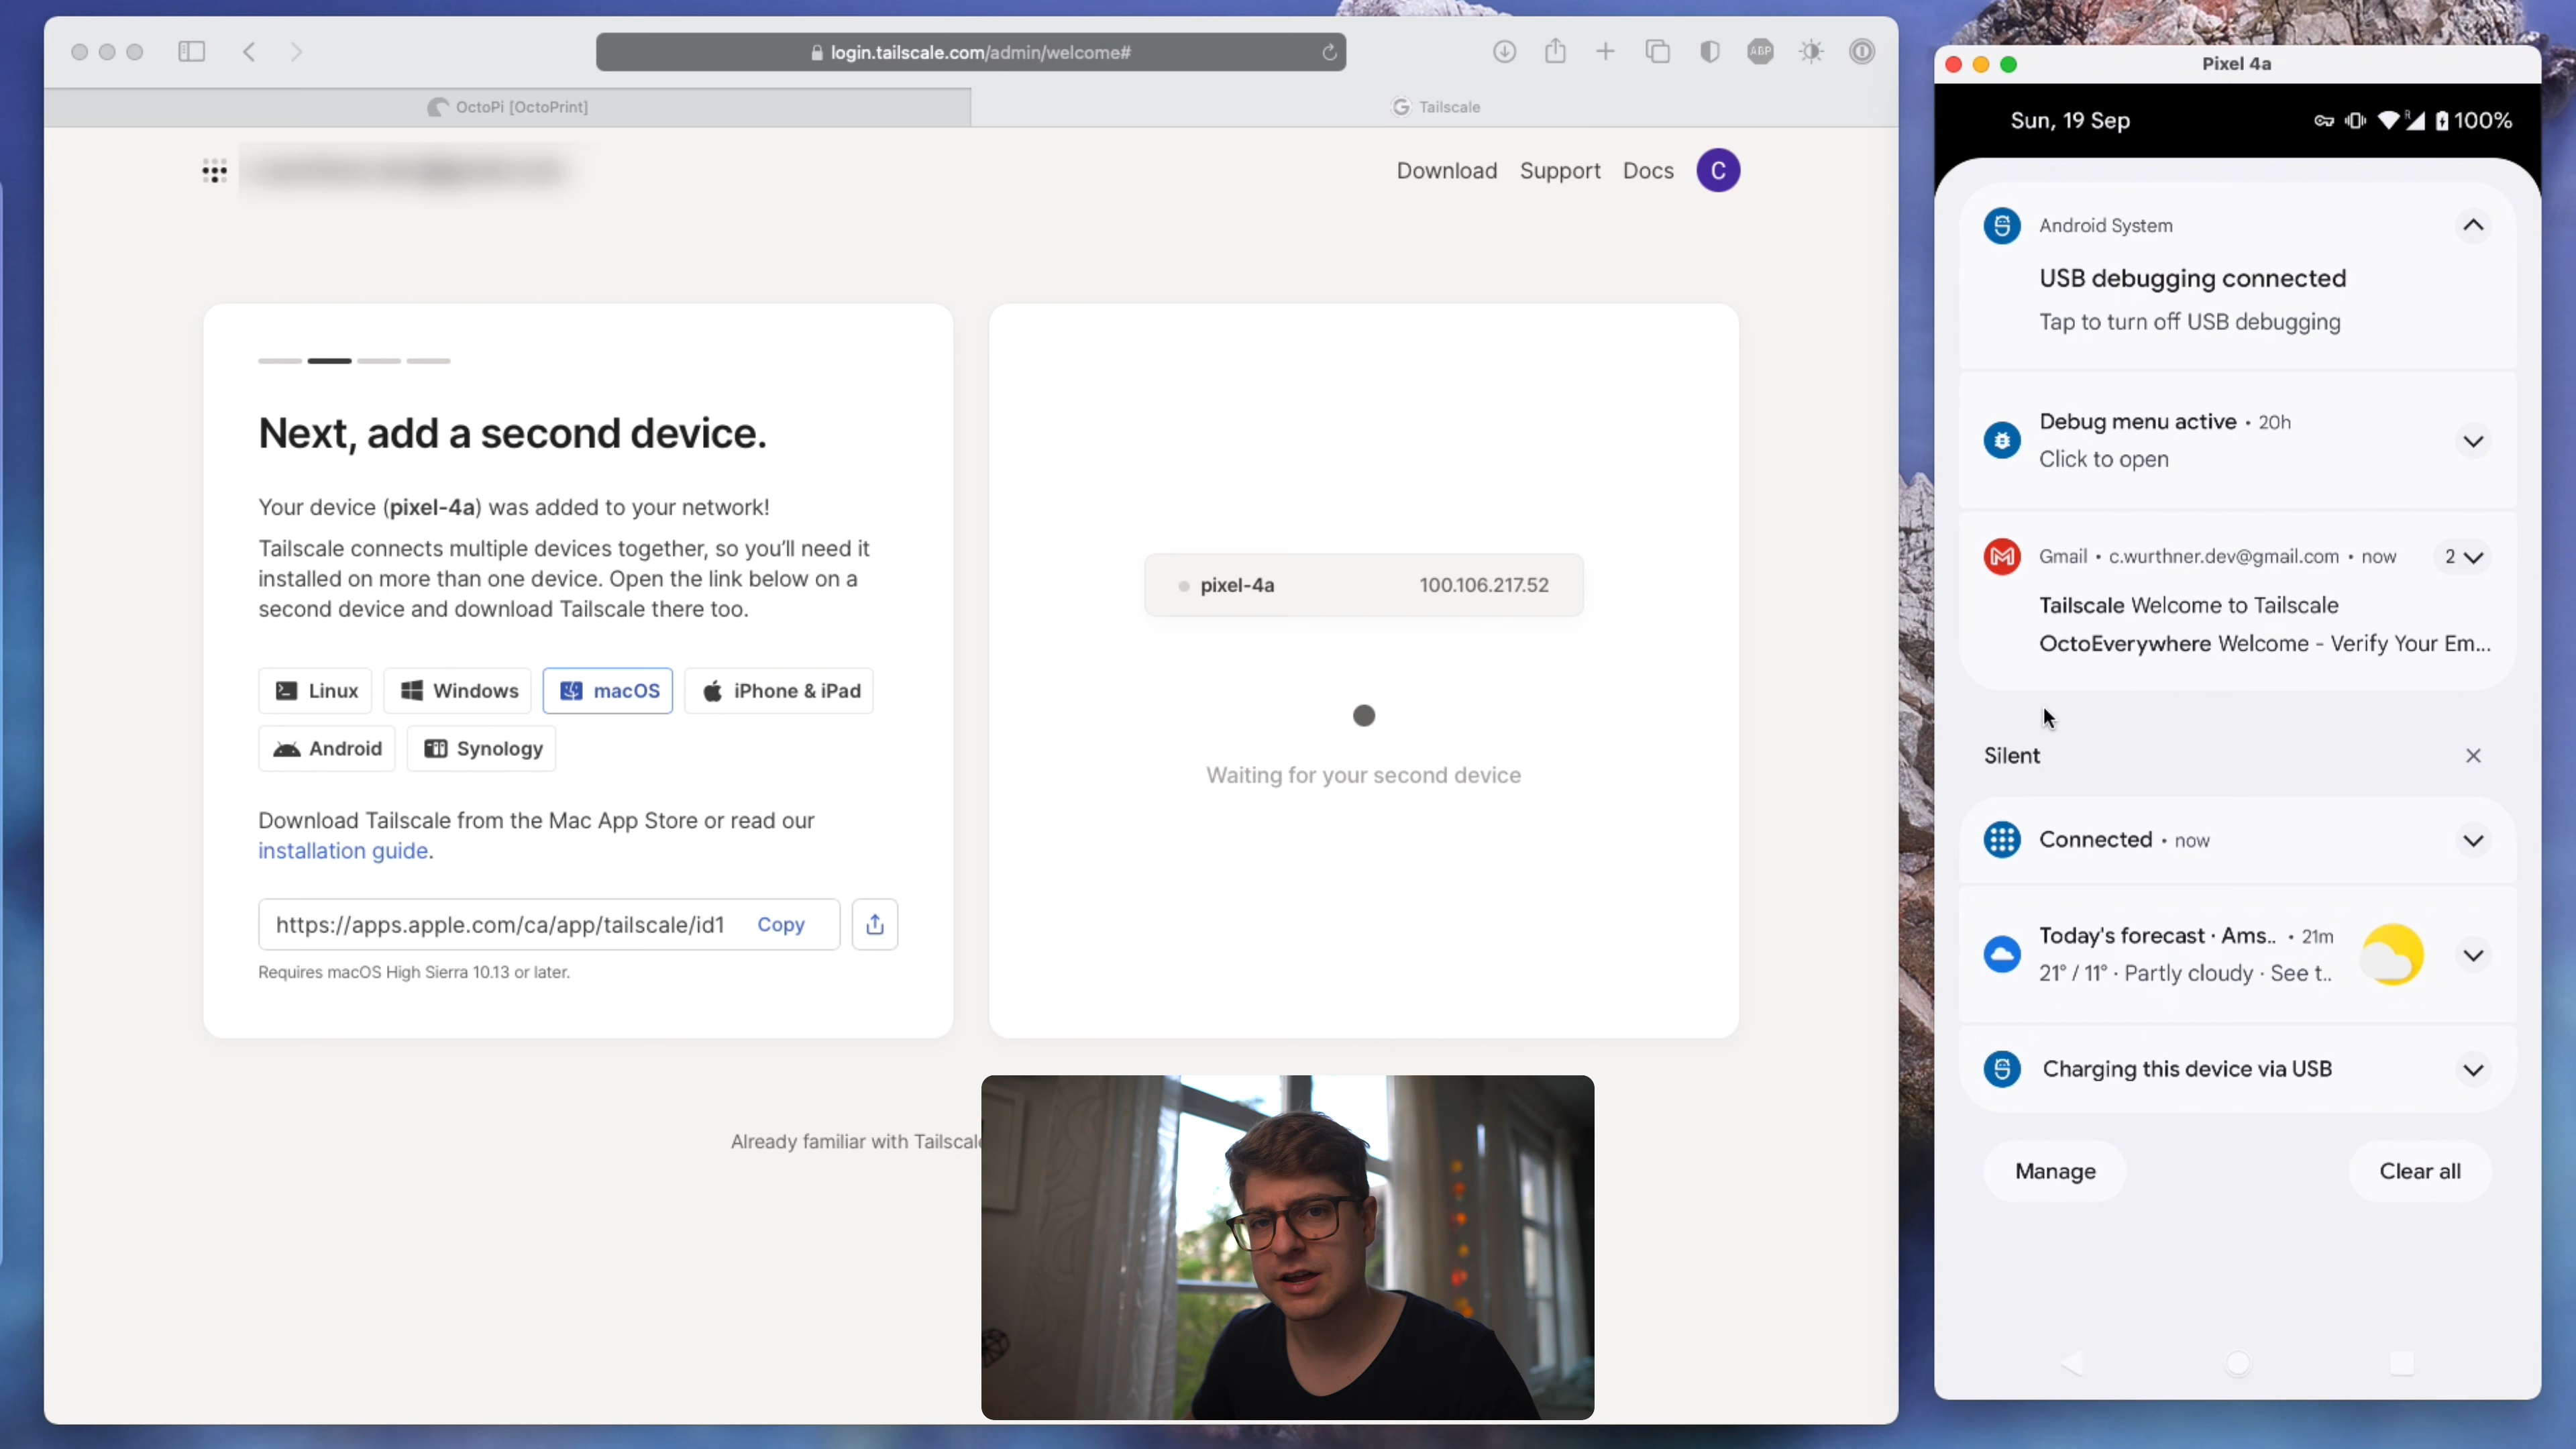 login.tailscale.com/admin/welcome#
ABP
OctoPi [OctoPrint]
G Tailscale
Download Support Docs C
Next, add a second device.
Your device (pixel-4a) was added to your network!
Tailscale connects multiple devices together, so you'll need it
installed on more than one device. Open the link below on a
second device and download Tailscale there too.
Linux Windows macOS iPhone & iPad
Android Synology
Download Tailscale from the Mac App Store or read our
installation guide.
https://apps.apple.com/ca/app/tailscale/id1 Copy
Requires macOS High Sierra 10.13 or later.
pixel-4a 100.106.217.52
Waiting for your second device
Already familiar with Tailscale
Pixel 4a
Sun, 19 Sep R 100%
Android System
USB debugging connected
Tap to turn off USB debugging
Debug menu active • 20h
Click to open
Gmail • c.wurthner.dev@gmail.com • now 2
Tailscale Welcome to Tailscale
OctoEverywhere Welcome - Verify Your Em...
Silent
Connected • now
Today's forecast · Ams.. • 21m
21° / 11° · Partly cloudy · See t..
Charging this device via USB
Manage Clear all